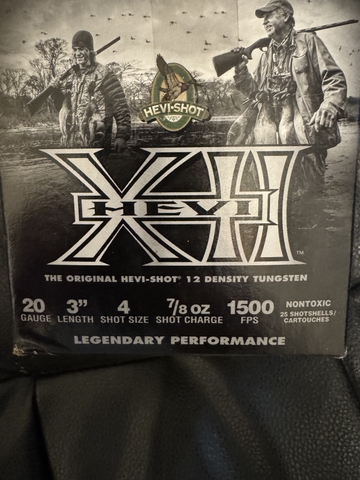 HEVI-SHOT
XII
HEVI
™
THE ORIGINAL HEVI-SHOT® 12 DENSITY TUNGSTEN
20 GAUGE
3” LENGTH
4 SHOT SIZE
7/8 OZ SHOT CHARGE
1500 FPS
NONTOXIC
25 SHOTSHELLS/
CARTOUCHES
LEGENDARY PERFORMANCE